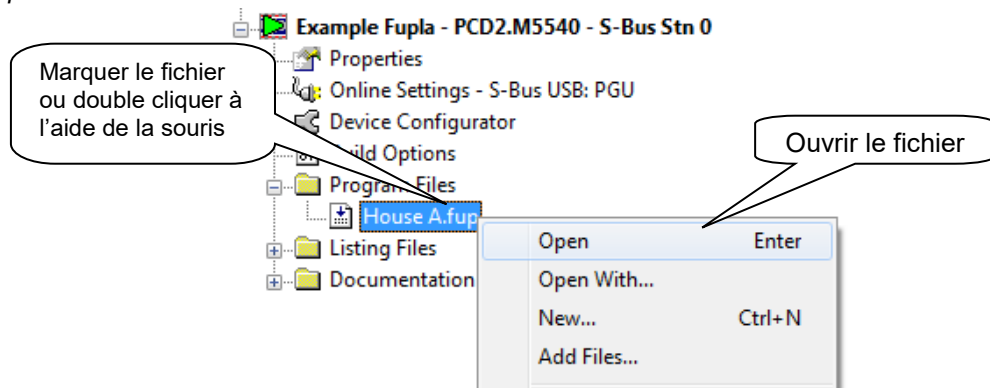 Example Fupla - PCD2.M5540 - S-Bus Stn 0
Marquer le fichier
ou double cliquer à
l'aide de la souris
Properties
Online Settings - S-Bus USB: PGU
Device Configurator
Build Options
Ouvrir le fichier
Program Files
House A.fup
Open Enter
Listing Files
Open With...
Documentation
New... Ctrl+N
Add Files...